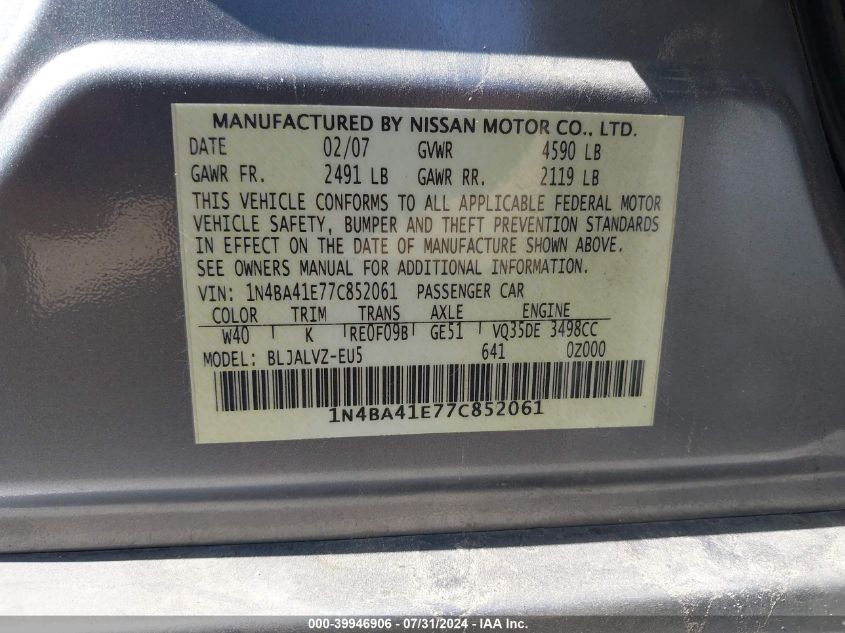 MANUFACTURED BY NISSAN MOTOR CO., LTD.
DATE 02/07 GVWR 4590 LB
GAWR FR. 2491 LB GAWR RR. 2119 LB
THIS VEHICLE CONFORMS TO ALL APPLICABLE FEDERAL MOTOR
VEHICLE SAFETY, BUMPER AND THEFT PREVENTION STANDARDS
IN EFFECT ON THE DATE OF MANUFACTURE SHOWN ABOVE.
SEE OWNERS MANUAL FOR ADDITIONAL INFORMATION.
VIN: 1N4BA41E77C852061 PASSENGER CAR
COLOR TRIM TRANS AXLE ENGINE
W40 K RE0F09B GE51 VQ35DE 3498CC
MODEL: BLJALVZ-EU5 641 0Z000
1N4BA41E77C852061
000-39946906 - 07/31/2024 - IAA Inc.